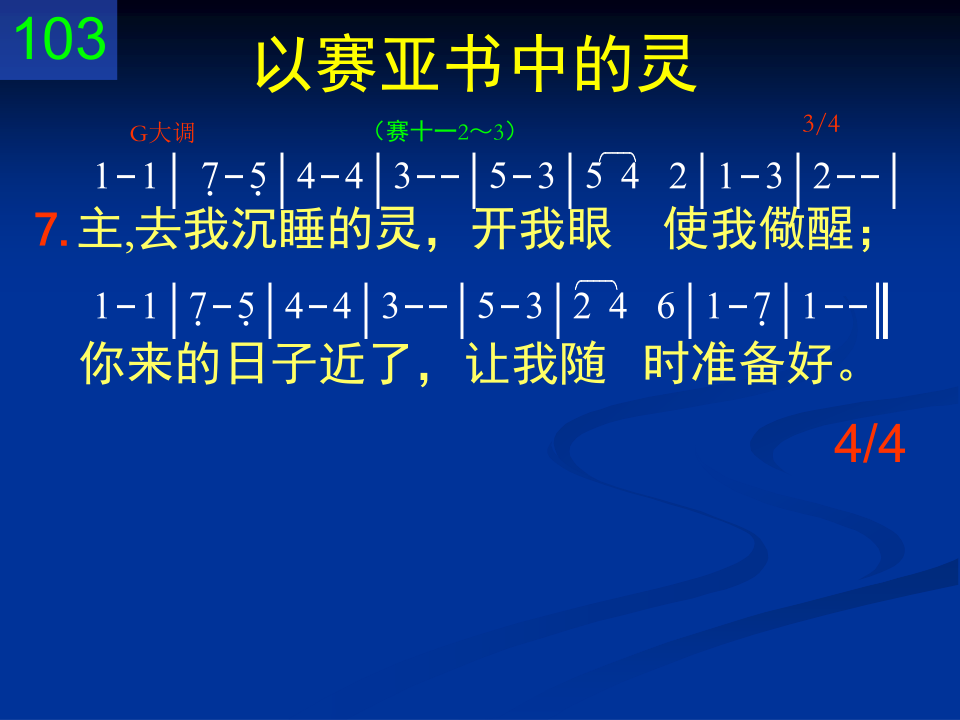 103
以赛亚书中的灵
G大调 （赛十一2～3） 3/4
1-1│ 7̣-5̣│4-4│3--│5-3│5 4 2│1-3│2--│
7. 主,去我沉睡的灵，开我眼 使我儆醒；
1-1│7̣-5̣│4-4│3--│5-3│2 4 6│1-7̣│1--‖
你来的日子近了，让我随 时准备好。
4/4